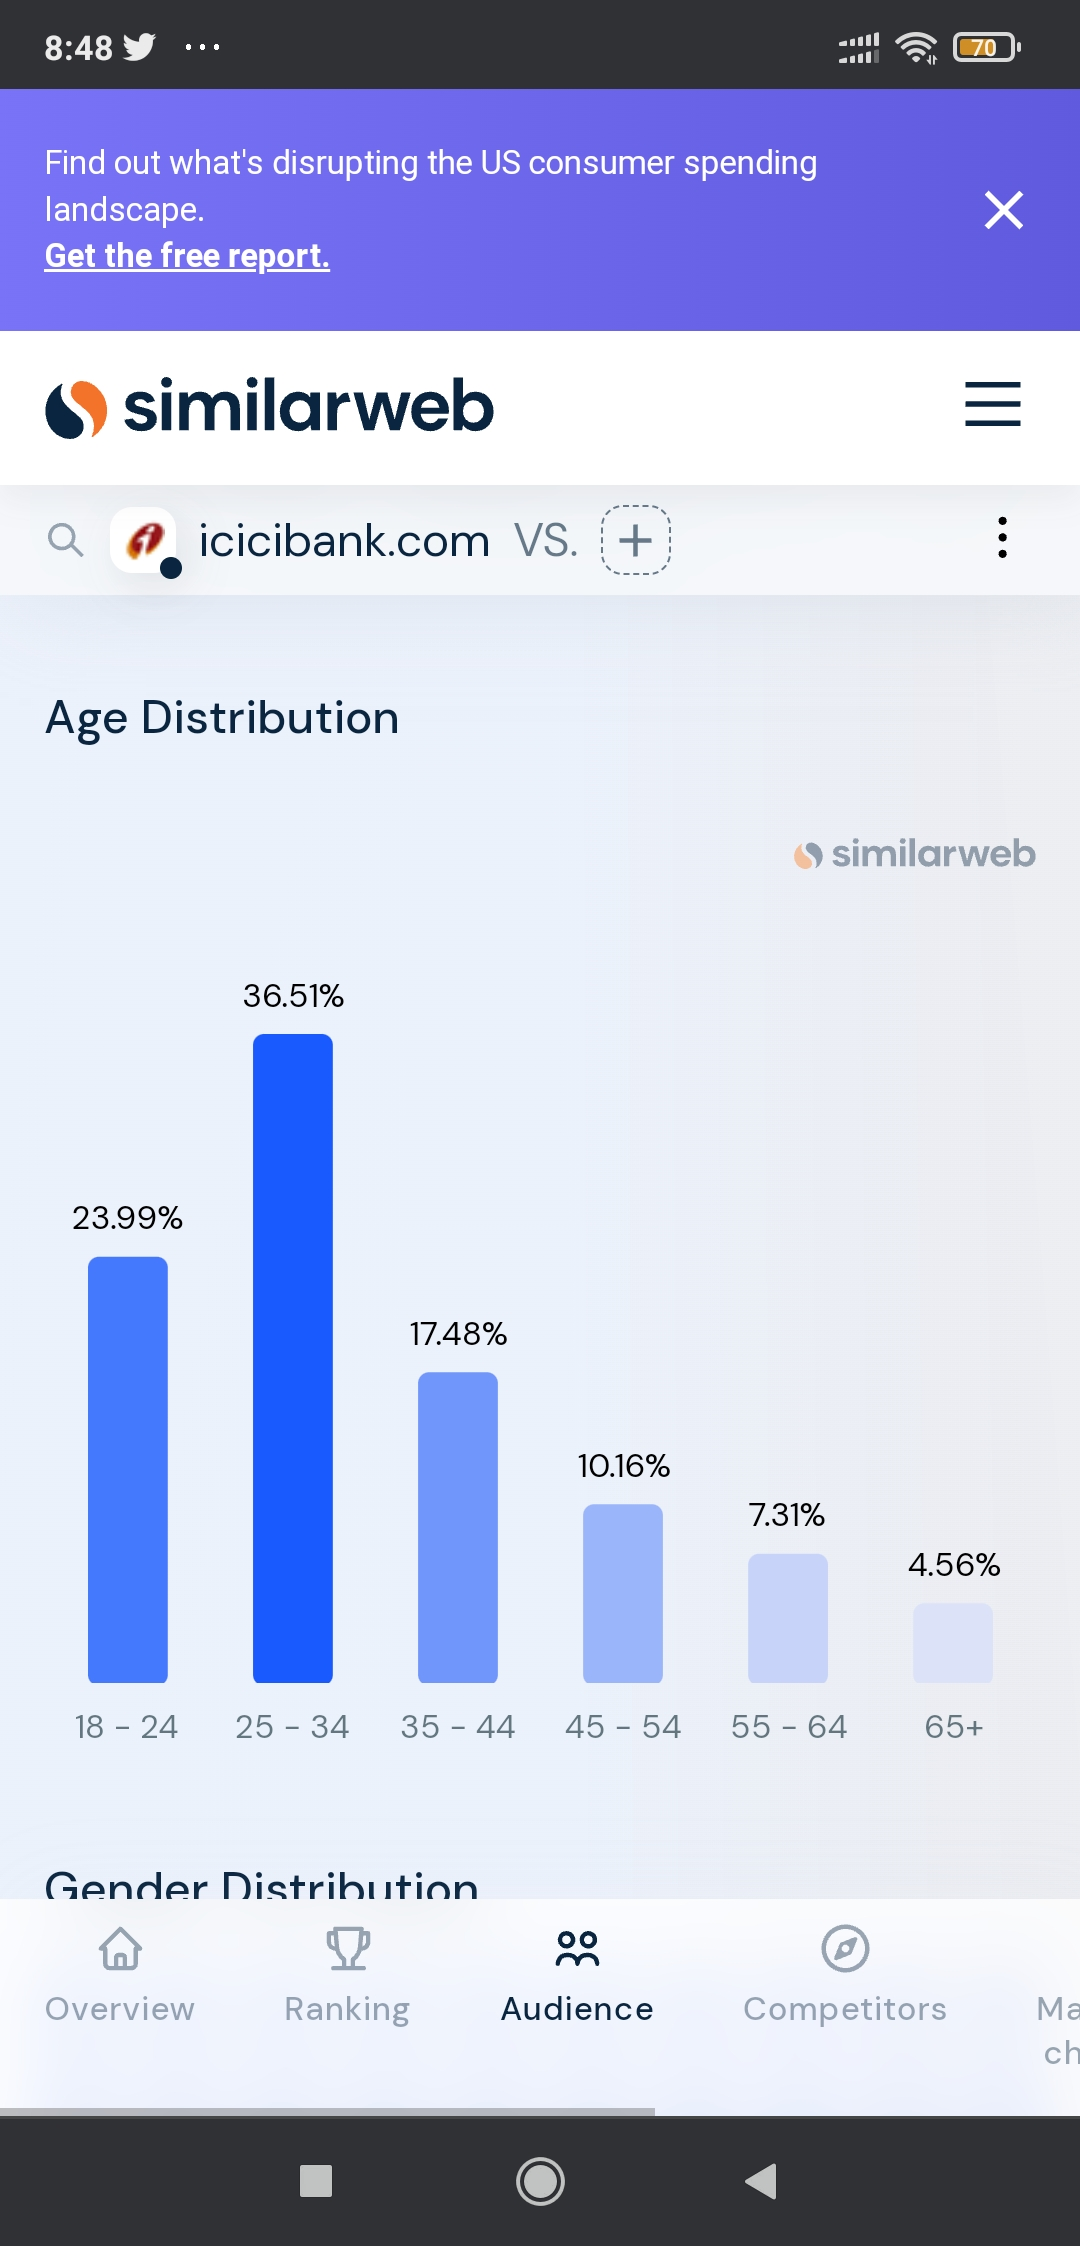 8:48
70
Find out what's disrupting the US consumer spending
landscape.
Get the free report.
similarweb
icicibank.com VS.
Age Distribution
similarweb
36.51%
23.99%
17.48%
10.16%
7.31%
4.56%
18 - 24 25 - 34 35 - 44 45 - 54 55 - 64 65+
Gender Distribution
Overview Ranking Audience Competitors Ma
ch